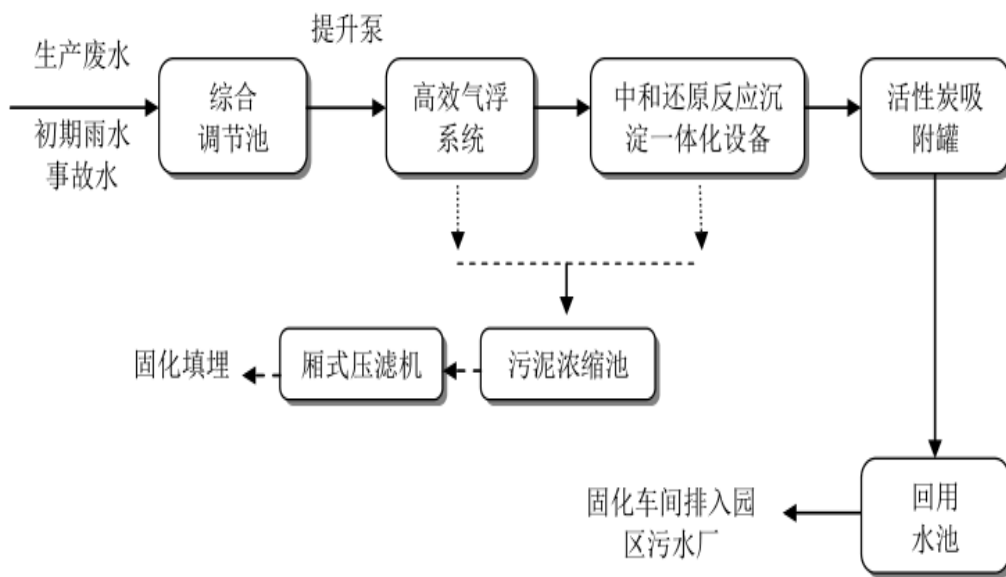 提升泵
生产废水
初期雨水
事故水
综合
调节池
高效气浮
系统
中和还原反应沉
淀一体化设备
活性炭吸
附罐
固化填埋
厢式压滤机
污泥浓缩池
固化车间排入园
区污水厂
回用
水池